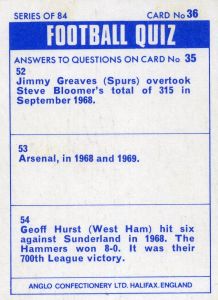 SERIES OF 84 CARD No 36
FOOTBALL QUIZ
ANSWERS TO QUESTIONS ON CARD No 35
52
Jimmy Greaves (Spurs) overtook
Steve Bloomer's total of 315 in
September 1968.
53
Arsenal, in 1968 and 1969.
54
Geoff Hurst (West Ham) hit six
against Sunderland in 1968. The
Hammers won 8-0. It was their
700th League victory.
ANGLO CONFECTIONERY LTD. HALIFAX. ENGLAND